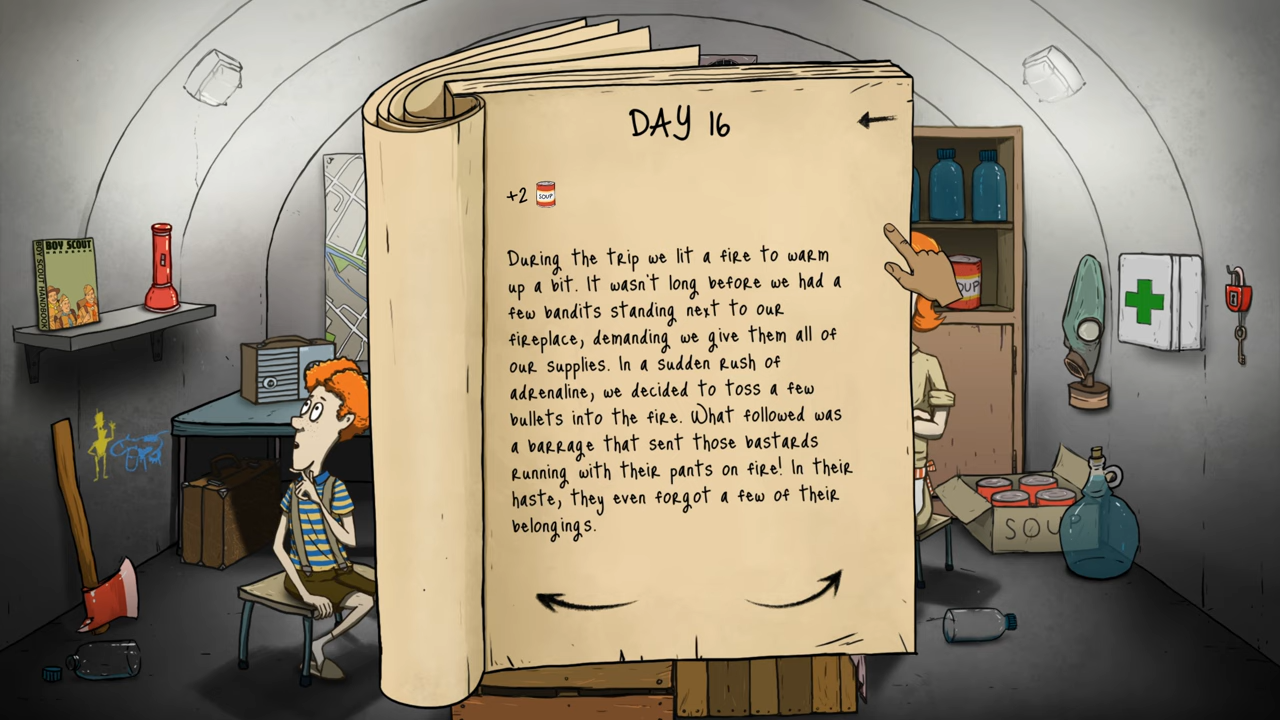 DAY 16
+2 SOUP
During the trip we lit a fire to warm
up a bit. It wasn't long before we had a
few bandits standing next to our
fireplace, demanding we give them all of
our supplies. In a sudden rush of
adrenaline, we decided to toss a few
bullets into the fire. What followed was
a barrage that sent those bastards
running with their pants on fire! In their
haste, they even forgot a few of their
belongings.
BOY SCOUT
BOY SCOUT HANDBOOK
SOUP